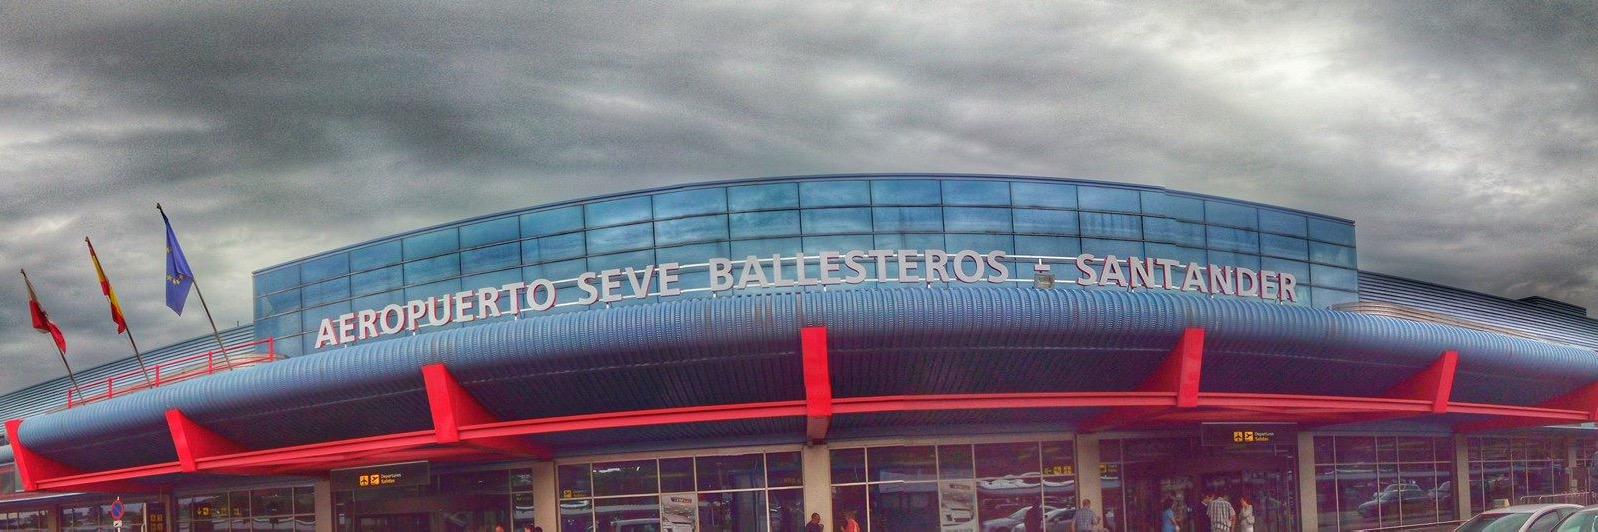 AEROPUERTO SEVE BALLESTEROS - SANTANDER
Departures
Salidas
Departures
Salidas